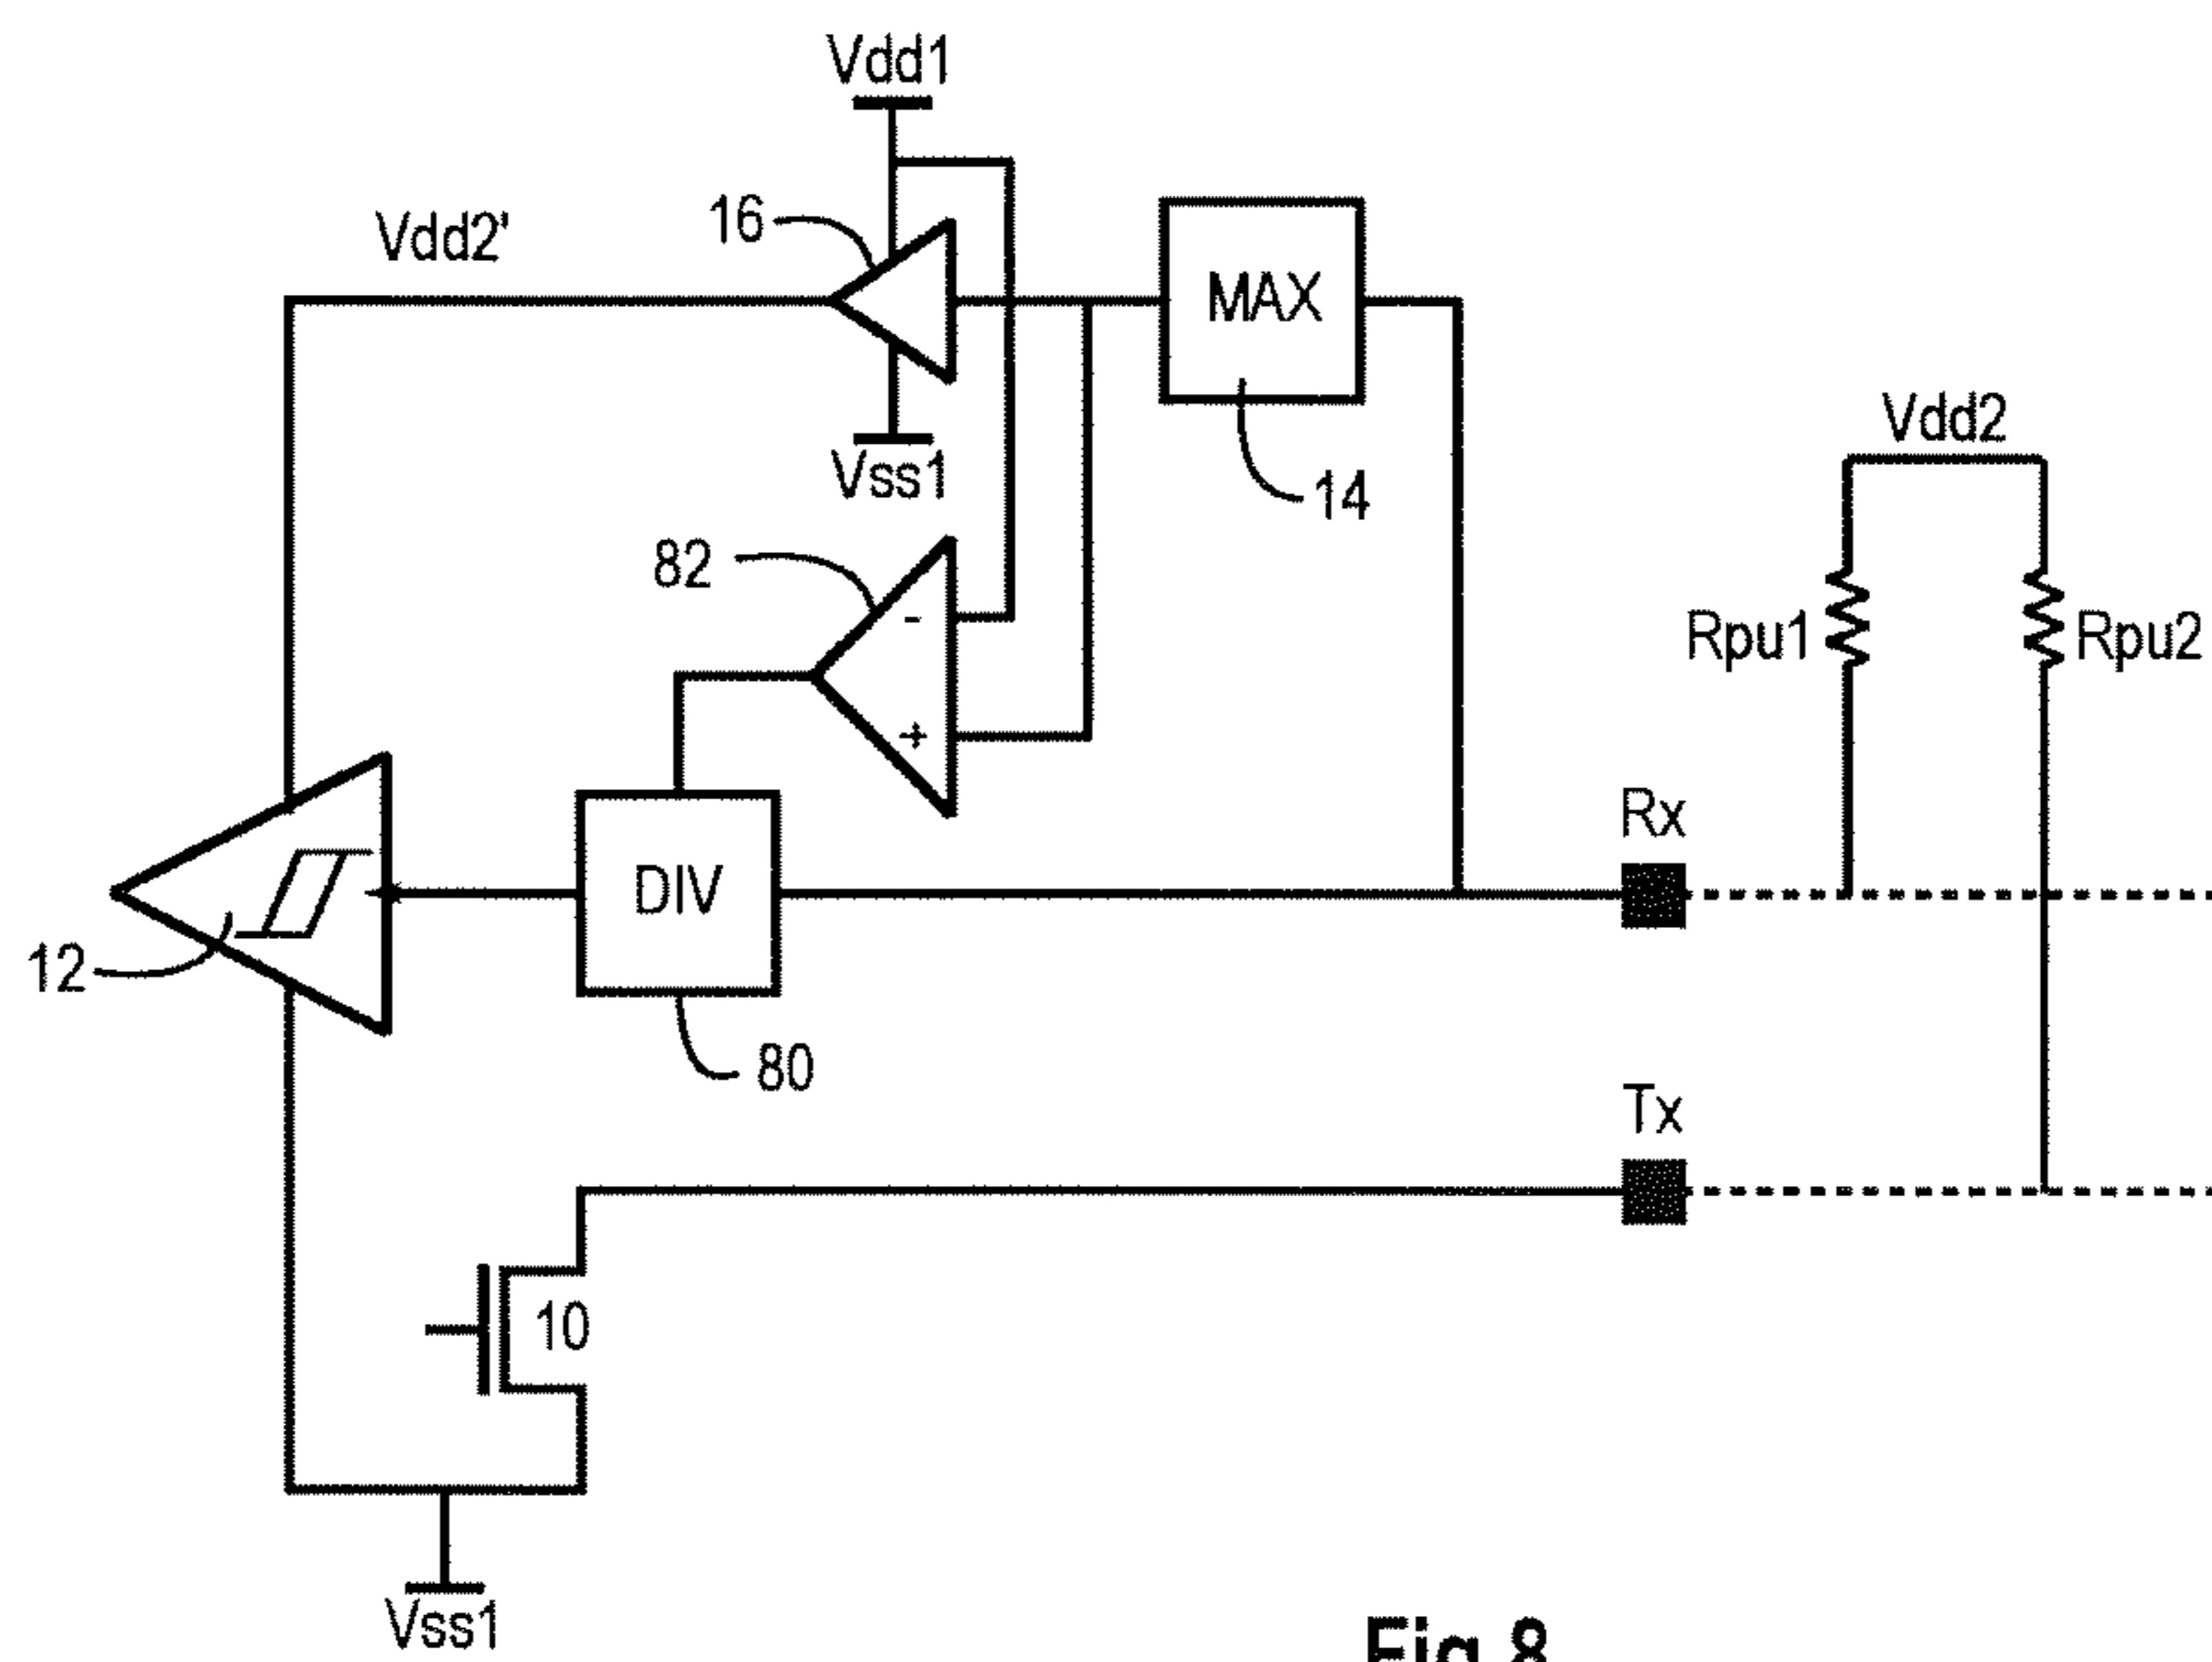 Vdd1
Vdd2'
16
MAX
Vss1
14
Vdd2
82
-
+
Rpu1
Rpu2
Rx
DIV
12
80
Tx
10
Vss1
Fig 8